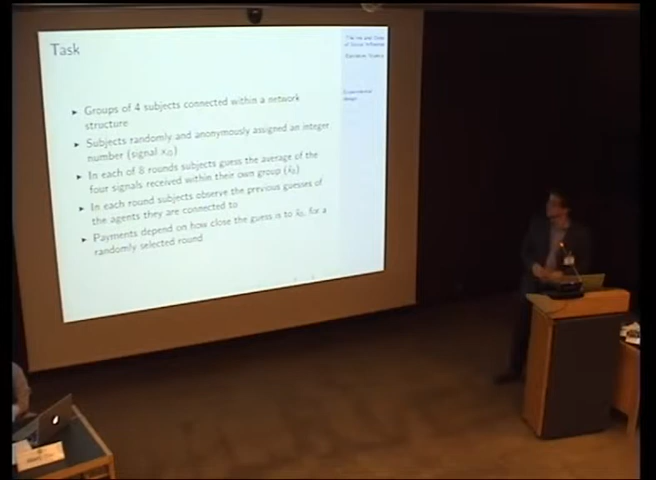 Task
The Ins and Outs
of Social Influence
► Groups of 4 subjects connected within a network
structure
► Subjects randomly and anonymously assigned an integer
number (signal x₀)
► In each of 8 rounds subjects guess the average of the
four signals received within their own group (x̄₀)
► In each round subjects observe the previous guesses of
the agents they are connected to
► Payments depend on how close the guess is to x̄₀, for a
randomly selected round
Experimental
design